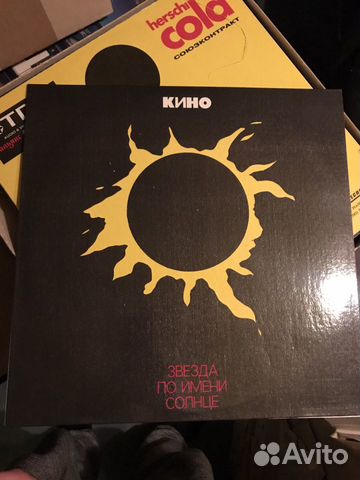 herschi
cola
СОЮЗКОНТРАКТ
КИНО
ЗВЕЗДА
ПО ИМЕНИ
СОЛНЦЕ
Avito